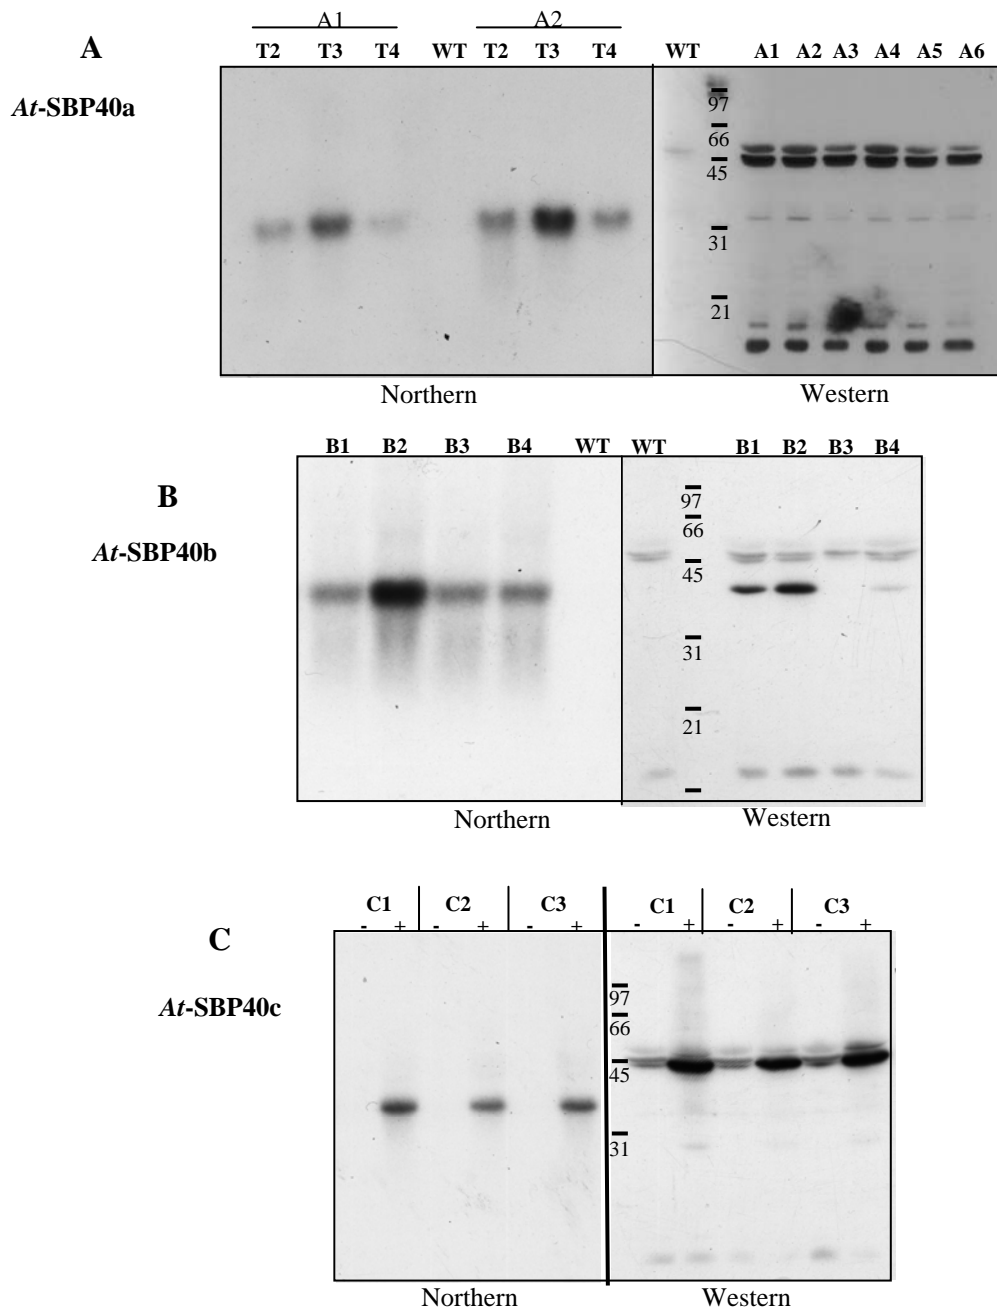 A1 A2
A T2 T3 T4 WT T2 T3 T4 WT A1 A2 A3 A4 A5 A6
At-SBP40a
97
66
45
31
21
Northern Western
B1 B2 B3 B4 WT WT B1 B2 B3 B4
B
At-SBP40b
97
66
45
31
21
Northern Western
C1 C2 C3 C1 C2 C3
- + - + - + - + - + - +
C
At-SBP40c
97
66
45
31
Northern Western